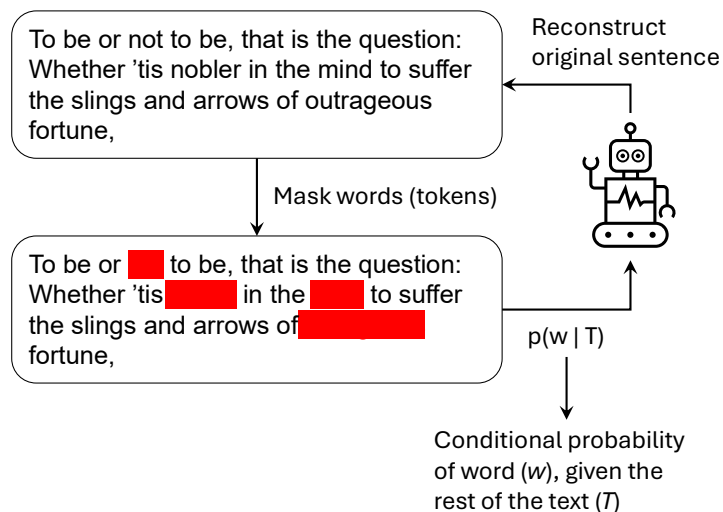 To be or not to be, that is the question:
Whether ’tis nobler in the mind to suffer
the slings and arrows of outrageous
fortune,
Reconstruct
original sentence
Mask words (tokens)
To be or to be, that is the question:
Whether ’tis in the to suffer
the slings and arrows of
fortune,
p(w | T)
Conditional probability
of word (w), given the
rest of the text (T)